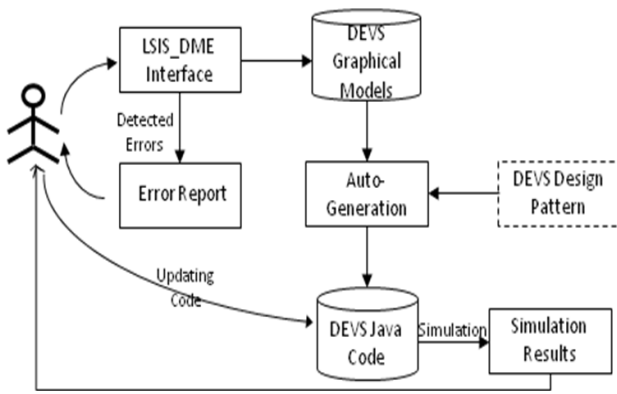 LSIS_DME
Interface
DEVS
Graphical
Models
Detected
Errors
Error Report
Auto-
Generation
DEVS Design
Pattern
Updating
Code
DEVS Java
Code
Simulation
Simulation
Results